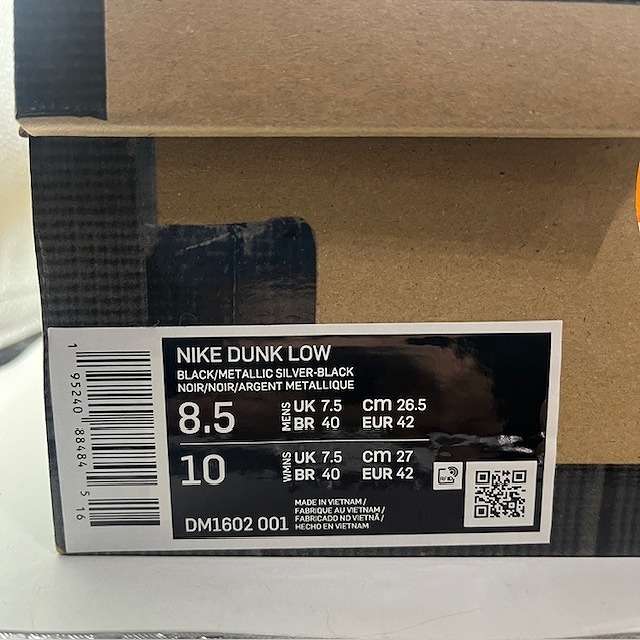 NIKE DUNK LOW
BLACK/METALLIC SILVER-BLACK
NOIR/NOIR/ARGENT METALLIQUE
8.5 MENS UK 7.5 cm 26.5
BR 40 EUR 42
10 WMNS UK 7.5 cm 27
BR 40 EUR 42
RFID
MADE IN VIETNAM /
FABRIQUE AU VIETNAM /
FABRICADO NO VIETNÃ /
HECHO EN VIETNAM
DM1602 001
1 95240 88484 5 16